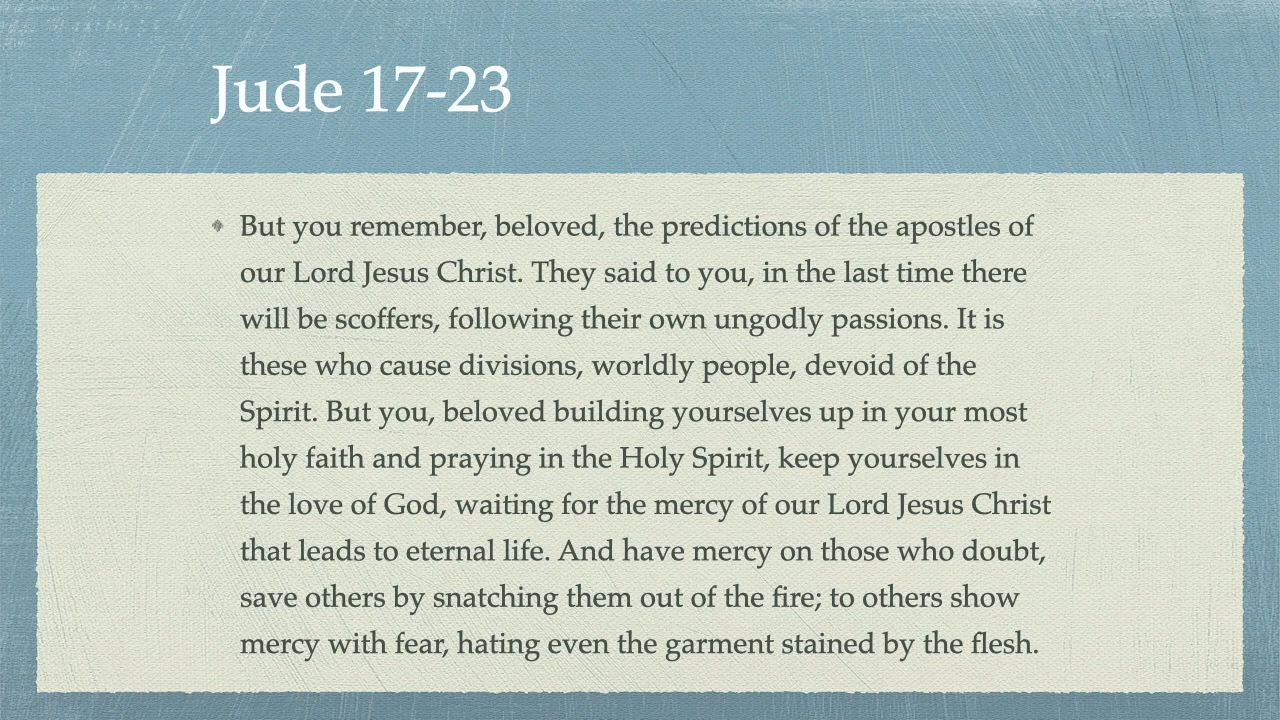 Jude 17-23
But you remember, beloved, the predictions of the apostles of
our Lord Jesus Christ. They said to you, in the last time there
will be scoffers, following their own ungodly passions. It is
these who cause divisions, worldly people, devoid of the
Spirit. But you, beloved building yourselves up in your most
holy faith and praying in the Holy Spirit, keep yourselves in
the love of God, waiting for the mercy of our Lord Jesus Christ
that leads to eternal life. And have mercy on those who doubt,
save others by snatching them out of the fire; to others show
mercy with fear, hating even the garment stained by the flesh.